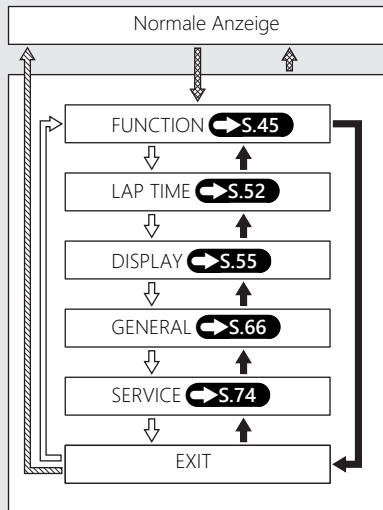 Normale Anzeige
FUNCTION S.45
LAP TIME S.52
DISPLAY S.55
GENERAL S.66
SERVICE S.74
EXIT